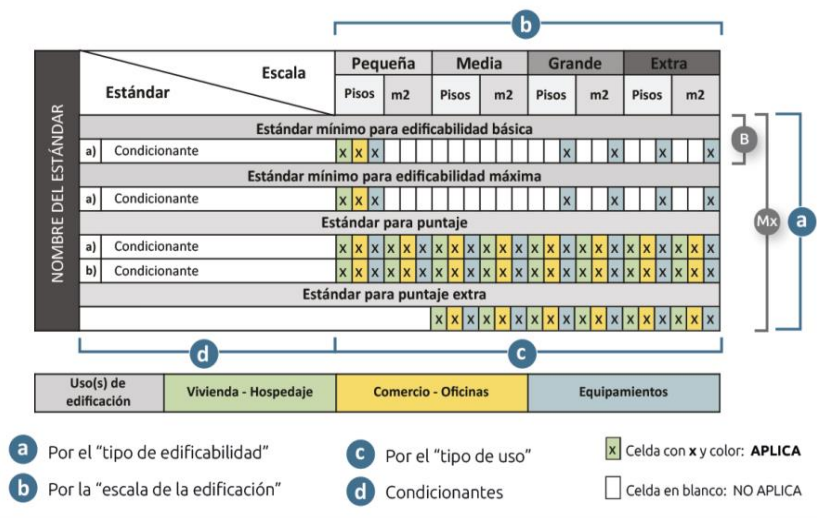 b
NOMBRE DEL ESTÁNDAR
Escala
Estándar
Pequeña Media Grande Extra
Pisos m2 Pisos m2 Pisos m2 Pisos m2
Estándar mínimo para edificabilidad básica
a) Condicionante x x x x x x x
Estándar mínimo para edificabilidad máxima
a) Condicionante x x x x x x x
Estándar para puntaje
a) Condicionante x x x x x x x x x x x x x x x x x x x x x x x x
b) Condicionante x x x x x x x x x x x x x x x x x x x x x x x x
Estándar para puntaje extra
x x x x x x x x x x x x x x x x x x
B
Mx
a
d c
Uso(s) de
edificación
Vivienda - Hospedaje Comercio - Oficinas Equipamientos
a Por el “tipo de edificabilidad”
b Por la “escala de la edificación”
c Por el “tipo de uso”
d Condicionantes
x Celda con x y color: APLICA
Celda en blanco: NO APLICA